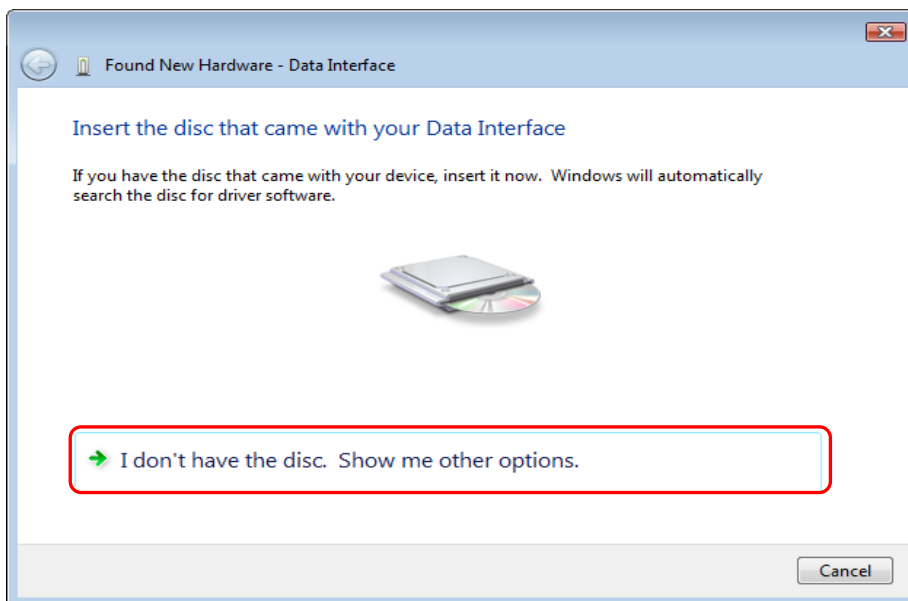 Found New Hardware - Data Interface
Insert the disc that came with your Data Interface
If you have the disc that came with your device, insert it now.  Windows will automatically
search the disc for driver software.
I don't have the disc.  Show me other options.
Cancel